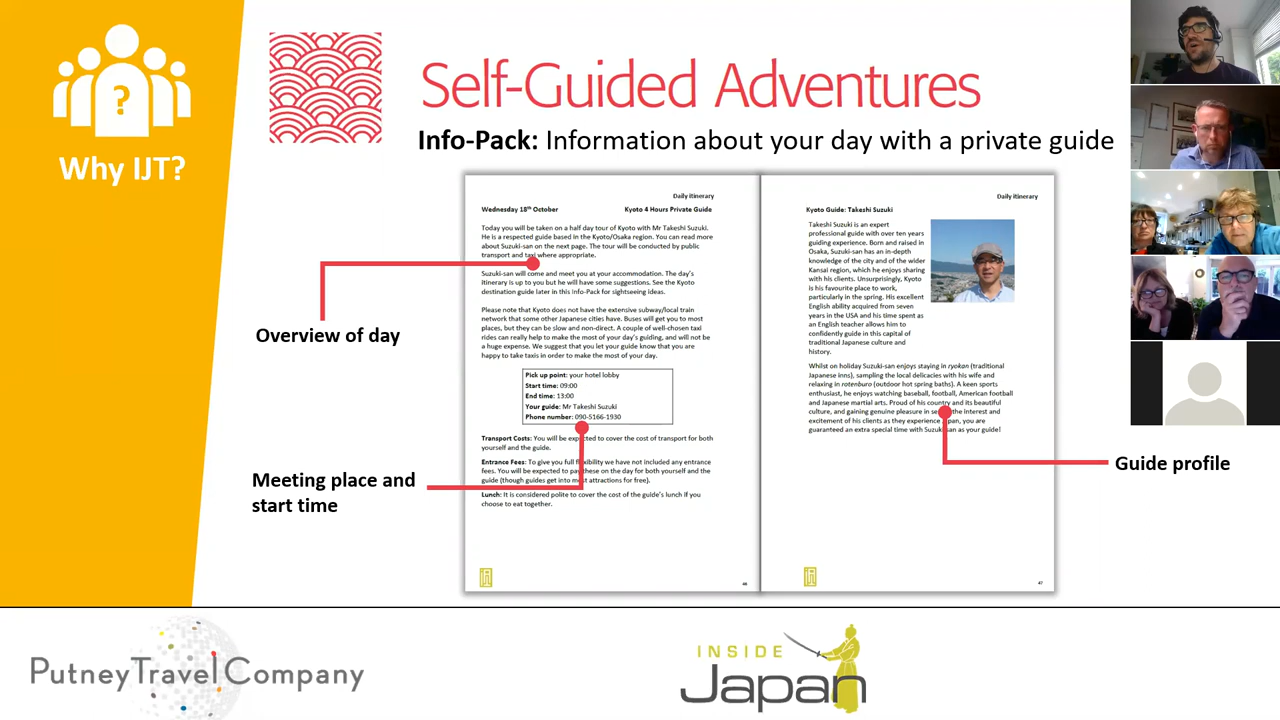 ?
Why IJT?
Self-Guided Adventures
Info-Pack: Information about your day with a private guide
Daily itinerary
Wednesday 18th October Kyoto 4 Hours Private Guide
Today you will be taken on a half day tour of Kyoto with Mr Takeshi Suzuki.
He is a respected guide based in the Kyoto/Osaka region. You can read more
about Suzuki-san on the next page. The tour will be conducted by public
transport and taxi where appropriate.
Suzuki-san will come and meet you at your accommodation. The day's
itinerary is up to you but he will have some suggestions. See the Kyoto
destination guide later in this Info-Pack for sightseeing ideas.
Please note that Kyoto does not have the extensive subway/local train
network that some other Japanese cities have. Buses will get you to most
places, but they can be slow and non-direct. A couple of well-chosen taxi
rides can really help to make the most of your day's guiding, and will not be
a huge expense. We suggest that you let your guide know that you are
happy to take taxis in order to make the most of your day.
Pick up point: your hotel lobby
Start time: 09:00
End time: 13:00
Your guide: Mr Takeshi Suzuki
Phone number: 090-5166-1930
Transport Costs: You will be expected to cover the cost of transport for both
yourself and the guide.
Entrance Fees: To give you full flexibility we have not included any entrance
fees. You will be expected to pay these on the day for both yourself and the
guide (though guides get into most attractions for free).
Lunch: It is considered polite to cover the cost of the guide's lunch if you
choose to eat together.
46
Daily itinerary
Kyoto Guide: Takeshi Suzuki
Takeshi Suzuki is an expert
professional guide with over ten years
guiding experience. Born and raised in
Osaka, Suzuki-san has an in-depth
knowledge of the city and of the wider
Kansai region, which he enjoys sharing
with his clients. Unsurprisingly, Kyoto
is his favourite place to work,
particularly in the spring. His excellent
English ability acquired from seven
years in the USA and his time spent as
an English teacher allows him to
confidently guide in this capital of
traditional Japanese culture and
history.
Whilst on holiday Suzuki-san enjoys staying in ryokan (traditional
Japanese inns), sampling the local delicacies with his wife and
relaxing in rotenburo (outdoor hot spring baths). A keen sports
enthusiast, he enjoys watching baseball, football, American football
and Japanese martial arts. Proud of his country and its beautiful
culture, and gaining genuine pleasure in the interest and
excitement of his clients as they experience Japan, you are
guaranteed an extra special time with Suzuki-san as your guide!
47
Overview of day
Meeting place and
start time
Guide profile
PutneyTravelCompany
INSIDE
Japan